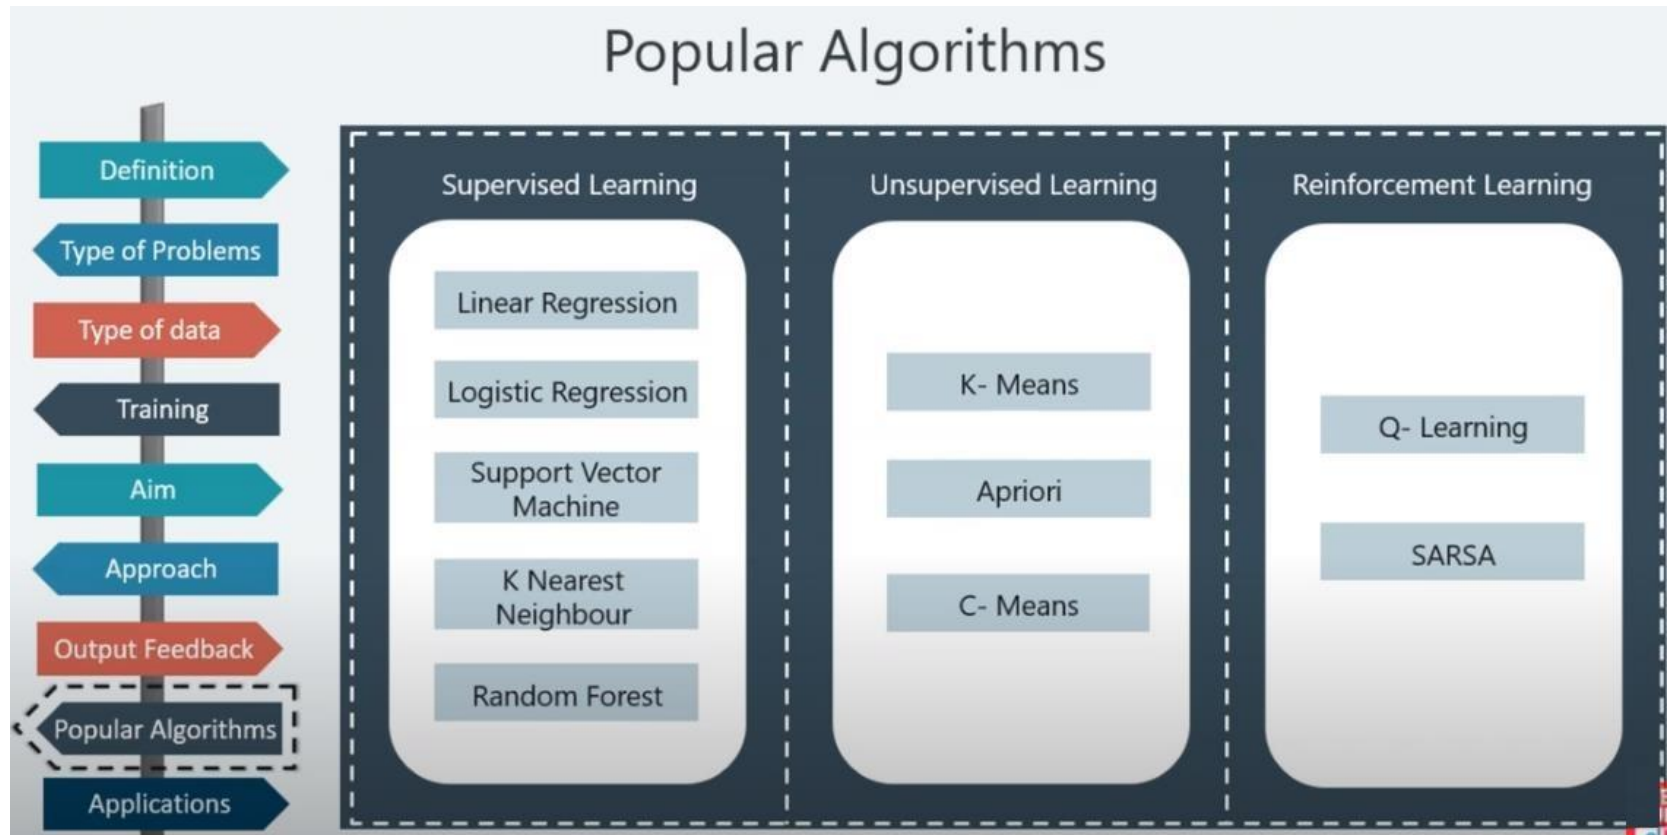 Popular Algorithms
Definition
Type of Problems
Type of data
Training
Aim
Approach
Output Feedback
Popular Algorithms
Applications
Supervised Learning
Linear Regression
Logistic Regression
Support Vector
Machine
K Nearest
Neighbour
Random Forest
Unsupervised Learning
K- Means
Apriori
C- Means
Reinforcement Learning
Q- Learning
SARSA